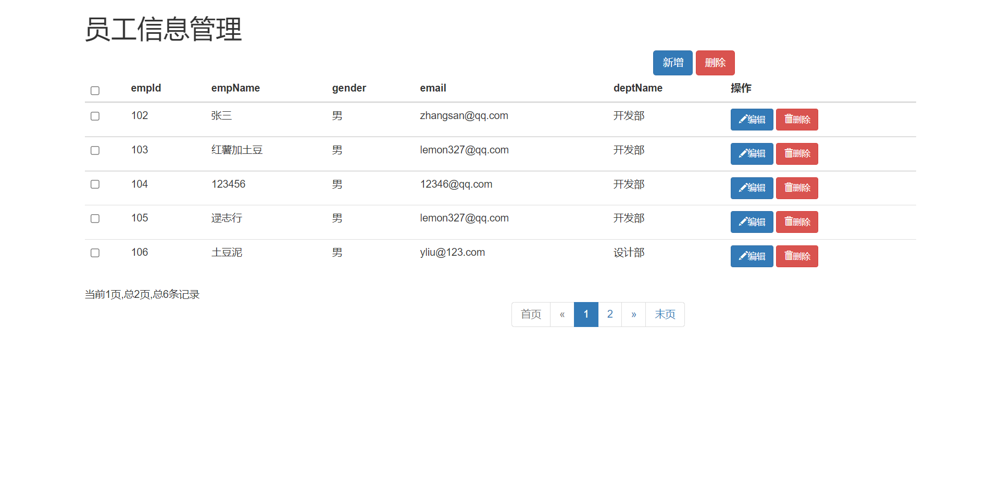 员工信息管理
新增 删除
empId empName gender email deptName 操作
102 张三 男 zhangsan@qq.com 开发部 编辑 删除
103 红薯加土豆 男 lemon327@qq.com 开发部 编辑 删除
104 123456 男 12346@qq.com 开发部 编辑 删除
105 逯志行 男 lemon327@qq.com 开发部 编辑 删除
106 土豆泥 男 yliu@123.com 设计部 编辑 删除
当前1页,总2页,总6条记录
首页 « 1 2 » 末页